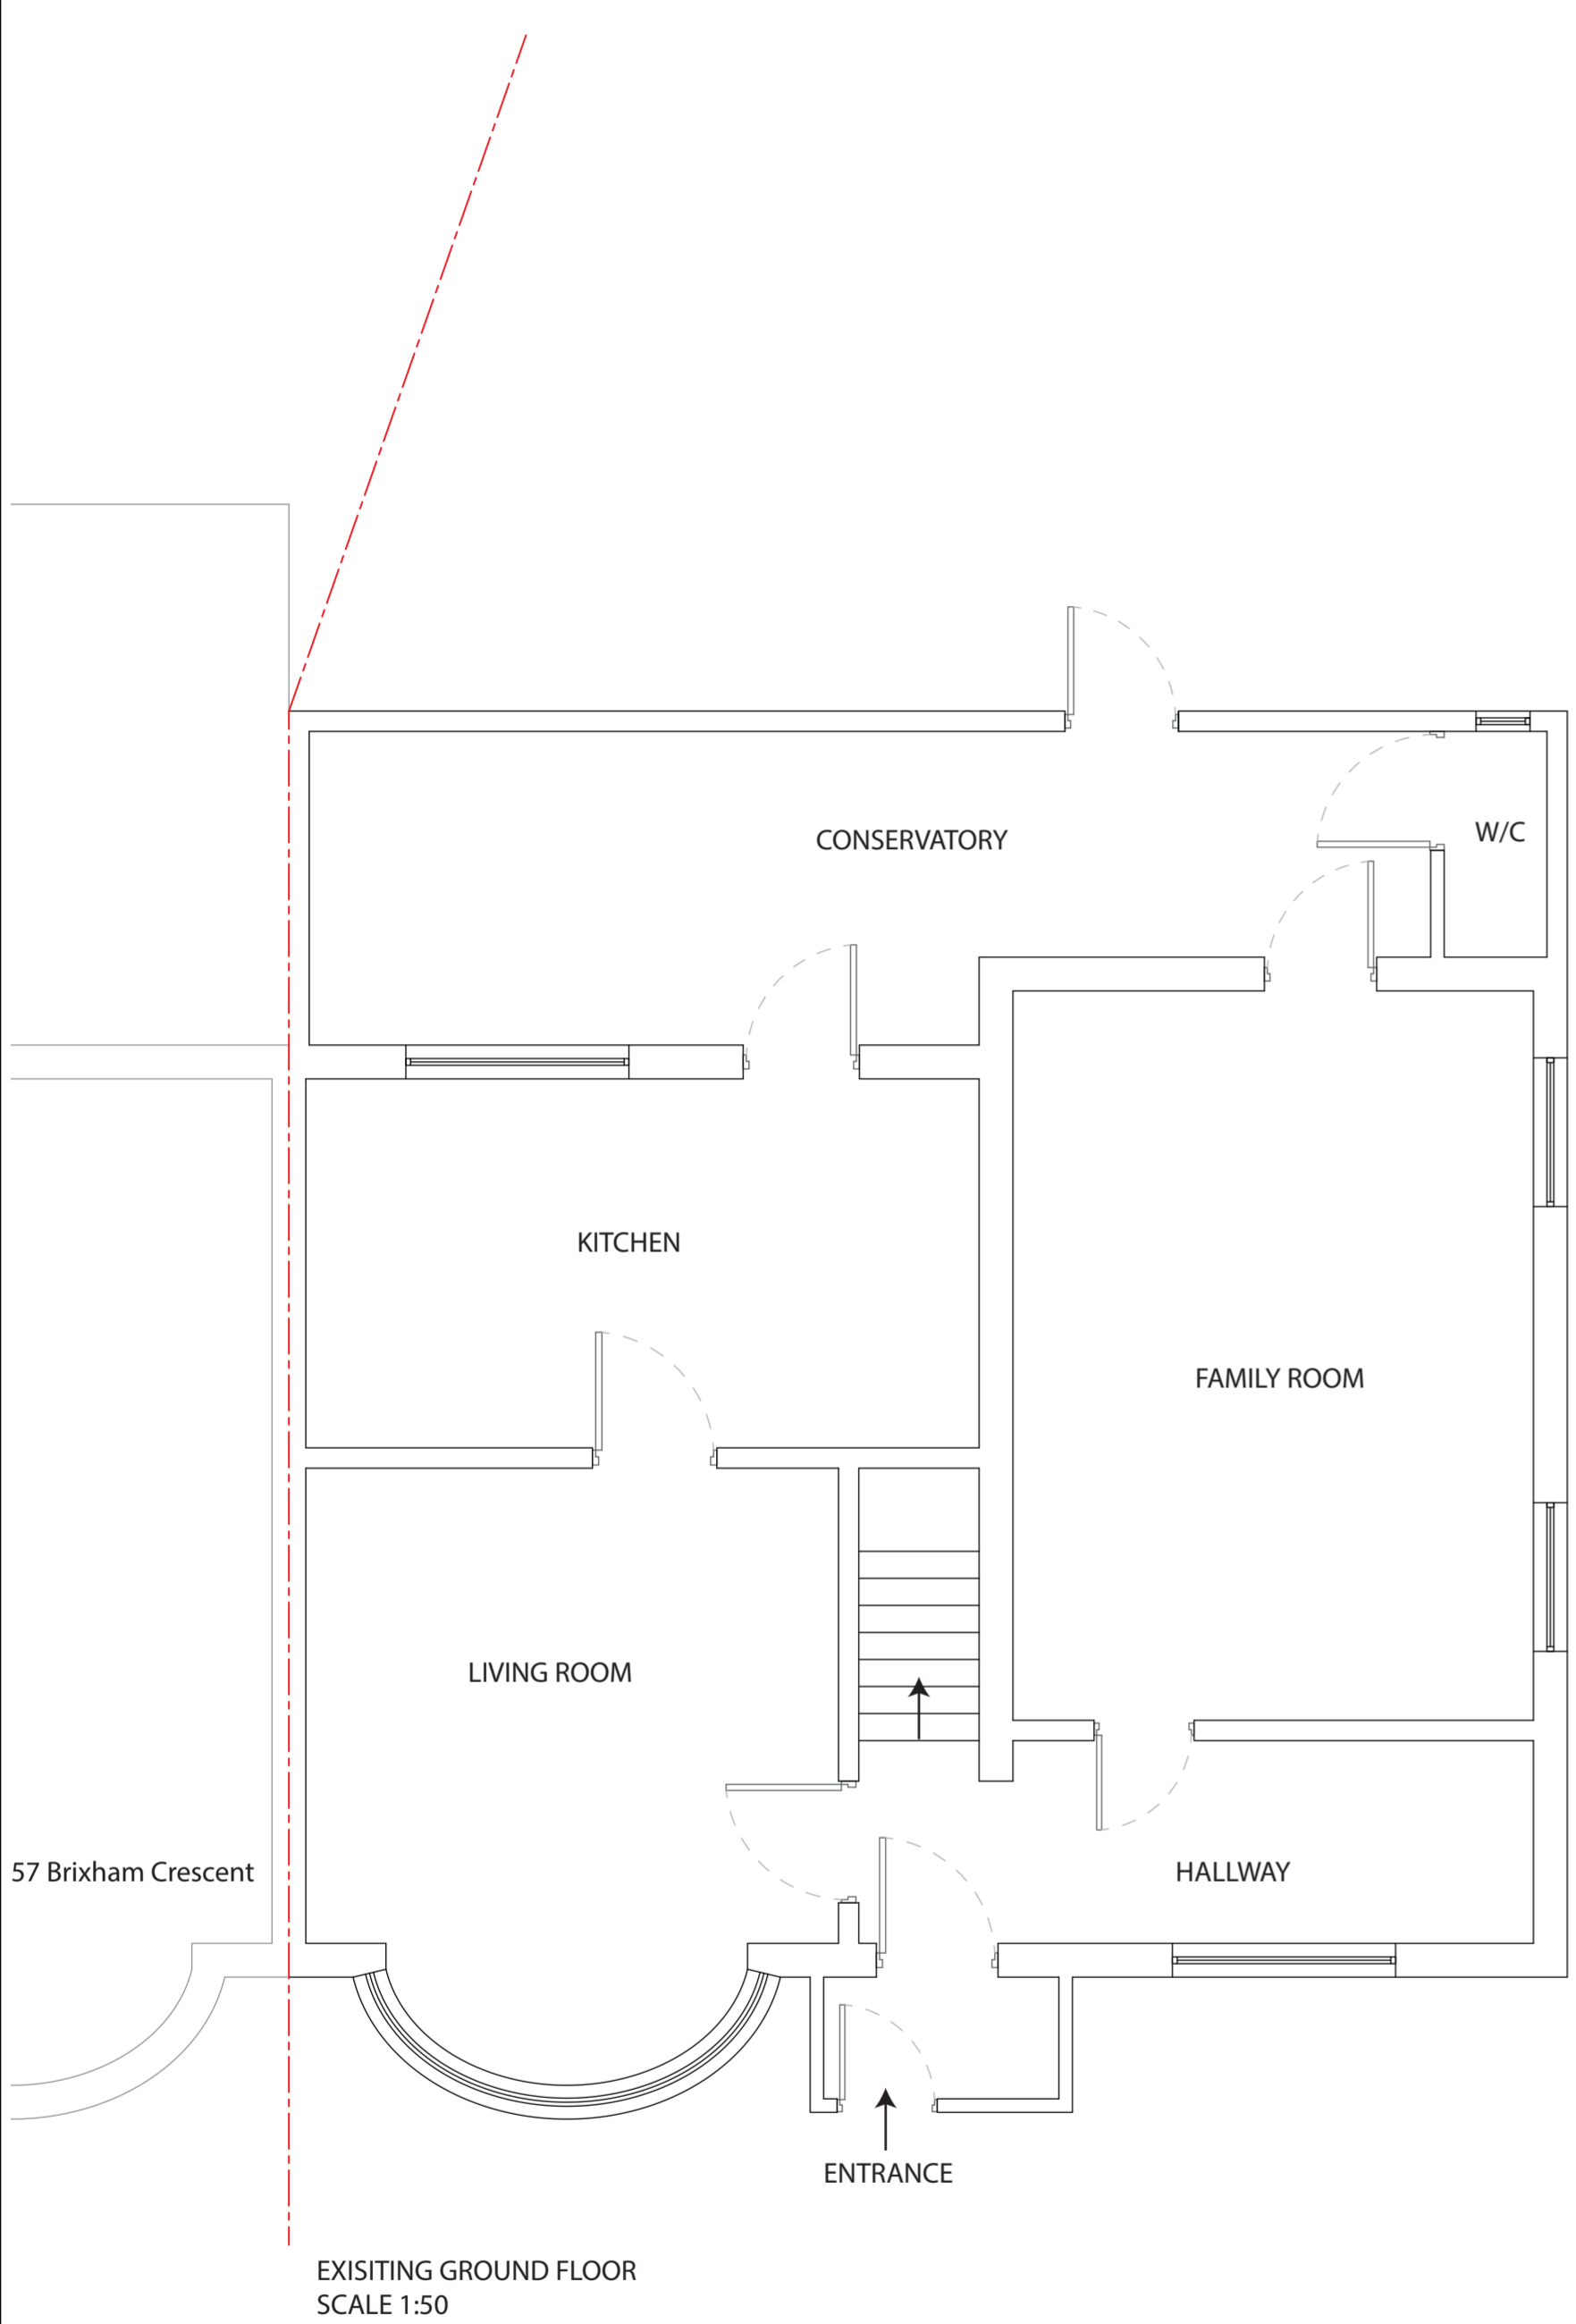 CONSERVATORY
W/C
KITCHEN
FAMILY ROOM
LIVING ROOM
57 Brixham Crescent
HALLWAY
ENTRANCE
EXISITING GROUND FLOOR
SCALE 1:50